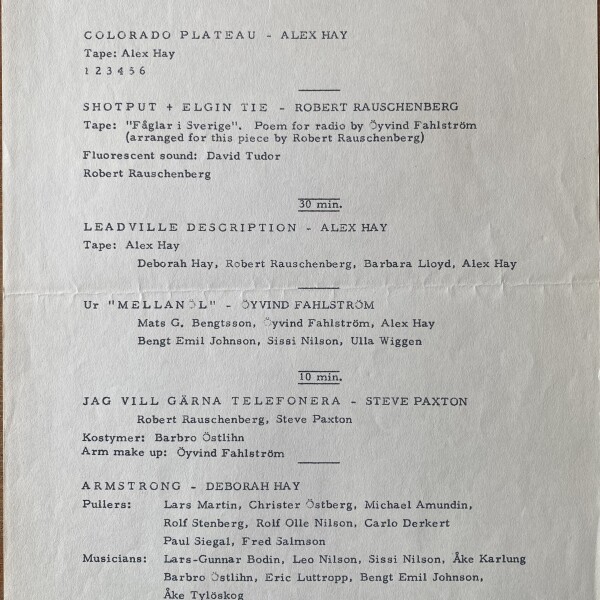 COLORADO PLATEAU - ALEX HAY
Tape: Alex Hay
1 2 3 4 5 6
SHOTPUT + ELGIN TIE - ROBERT RAUSCHENBERG
Tape: "Fåglar i Sverige". Poem for radio by Öyvind Fahlström
(arranged for this piece by Robert Rauschenberg)
Fluorescent sound: David Tudor
Robert Rauschenberg
30 min.
LEADVILLE DESCRIPTION - ALEX HAY
Tape: Alex Hay
Deborah Hay, Robert Rauschenberg, Barbara Lloyd, Alex Hay
Ur "MELLANÖL" - ÖYVIND FAHLSTRÖM
Mats G. Bengtsson, Öyvind Fahlström, Alex Hay
Bengt Emil Johnson, Sissi Nilson, Ulla Wiggen
10 min.
JAG VILL GÄRNA TELEFONERA - STEVE PAXTON
Robert Rauschenberg, Steve Paxton
Kostymer: Barbro Östlihn
Arm make up: Öyvind Fahlström
ARMSTRONG - DEBORAH HAY
Pullers: Lars Martin, Christer Östberg, Michael Amundin,
Rolf Stenberg, Rolf Olle Nilson, Carlo Derkert
Paul Siegal, Fred Salmson
Musicians: Lars-Gunnar Bodin, Leo Nilson, Sissi Nilson, Åke Karlung
Barbro Östlihn, Eric Luttropp, Bengt Emil Johnson,
Åke Tylöskog